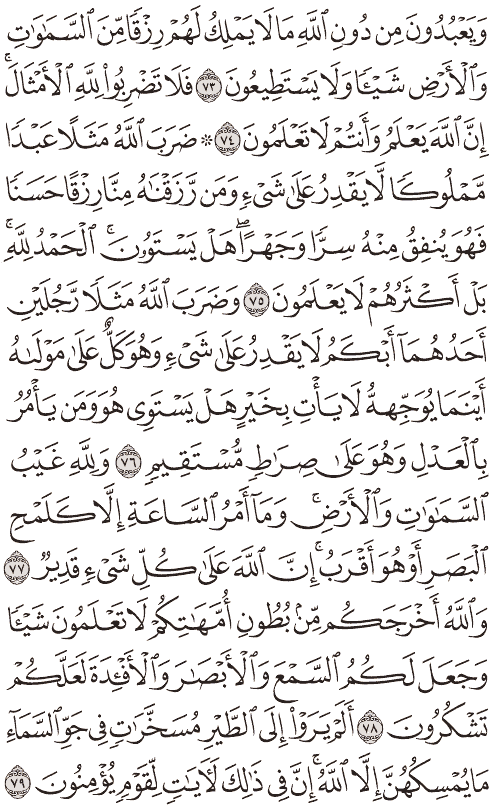 وَيَعْبُدُونَ مِن دُونِ ٱللَّهِ مَا لَا يَمْلِكُ لَهُمْ رِزْقًا مِّنَ ٱلسَّمَٰوَٰتِ
وَٱلْأَرْضِ شَيْـًٔا وَلَا يَسْتَطِيعُونَ ٧٣ فَلَا تَضْرِبُوا۟ لِلَّهِ ٱلْأَمْثَالَ ۚ
إِنَّ ٱللَّهَ يَعْلَمُ وَأَنتُمْ لَا تَعْلَمُونَ ٧٤ * ضَرَبَ ٱللَّهُ مَثَلًا عَبْدًا
مَّمْلُوكًا لَّا يَقْدِرُ عَلَىٰ شَىْءٍ وَمَن رَّزَقْنَٰهُ مِنَّا رِزْقًا حَسَنًا
فَهُوَ يُنفِقُ مِنْهُ سِرًّا وَجَهْرًا ۖ هَلْ يَسْتَوُۥنَ ۚ ٱلْحَمْدُ لِلَّهِ ۚ
بَلْ أَكْثَرُهُمْ لَا يَعْلَمُونَ ٧٥ وَضَرَبَ ٱللَّهُ مَثَلًا رَّجُلَيْنِ
أَحَدُهُمَآ أَبْكَمُ لَا يَقْدِرُ عَلَىٰ شَىْءٍ وَهُوَ كَلٌّ عَلَىٰ مَوْلَىٰهُ
أَيْنَمَا يُوَجِّههُّ لَا يَأْتِ بِخَيْرٍ هَلْ يَسْتَوِى هُوَ وَمَن يَأْمُرُ
بِٱلْعَدْلِ وَهُوَ عَلَىٰ صِرَٰطٍ مُّسْتَقِيمٍ ٧٦ وَلِلَّهِ غَيْبُ
ٱلسَّمَٰوَٰتِ وَٱلْأَرْضِ ۚ وَمَآ أَمْرُ ٱلسَّاعَةِ إِلَّا كَلَمْحِ
ٱلْبَصَرِ أَوْ هُوَ أَقْرَبُ ۚ إِنَّ ٱللَّهَ عَلَىٰ كُلِّ شَىْءٍ قَدِيرٌ ٧٧
وَٱللَّهُ أَخْرَجَكُم مِّنۢ بُطُونِ أُمَّهَٰتِكُمْ لَا تَعْلَمُونَ شَيْـًٔا
وَجَعَلَ لَكُمُ ٱلسَّمْعَ وَٱلْأَبْصَٰرَ وَٱلْأَفْـِٔدَةَ لَعَلَّكُمْ
تَشْكُرُونَ ٧٨ أَلَمْ يَرَوْا۟ إِلَى ٱلطَّيْرِ مُسَخَّرَٰتٍ فِى جَوِّ ٱلسَّمَآءِ
مَا يُمْسِكُهُنَّ إِلَّا ٱللَّهُ ۗ إِنَّ فِى ذَٰلِكَ لَءَايَٰتٍ لِّقَوْمٍ يُؤْمِنُونَ ٧٩